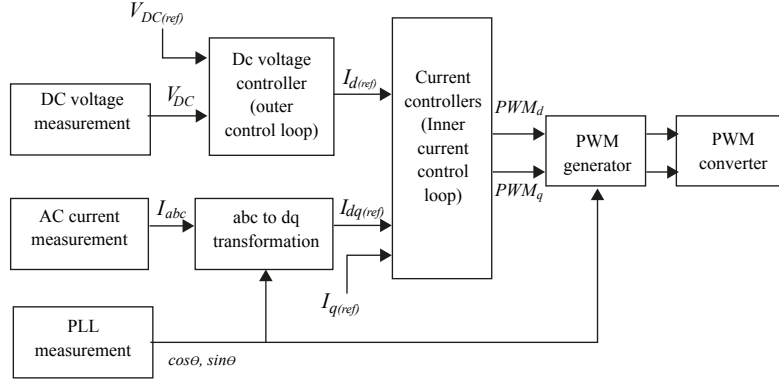 V_DC(ref)
DC voltage
measurement
V_DC
Dc voltage
controller
(outer
control loop)
I_d(ref)
Current
controllers
(Inner
current
control
loop)
PWM_d
PWM_q
PWM
generator
PWM
converter
AC current
measurement
I_abc
abc to dq
transformation
I_dq(ref)
I_q(ref)
PLL
measurement
cosθ, sinθ